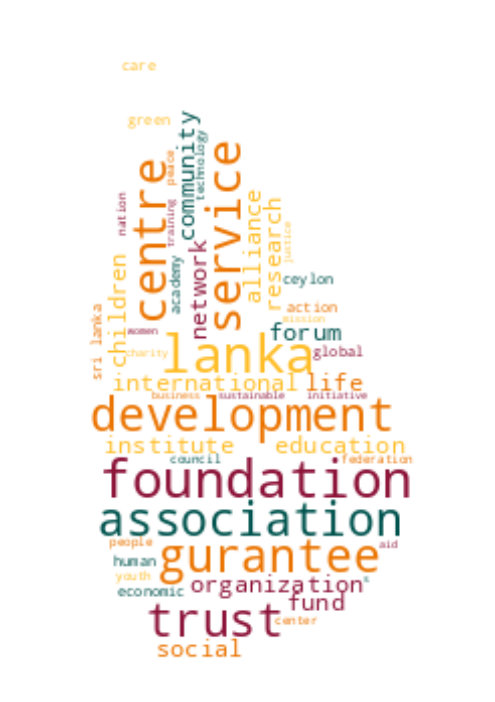 care
green
community
technology
peace
centre
service
nation
training
alliance
research
justice
network
academy
children
ceylon
sri lanka
action
mission
women
forum
charity
lanka
global
international
life
business
sustainable
initiative
development
institute
education
council
federation
foundation
association
people
gurantee
aid
human
youth
organization
economic
fund
trust
center
social